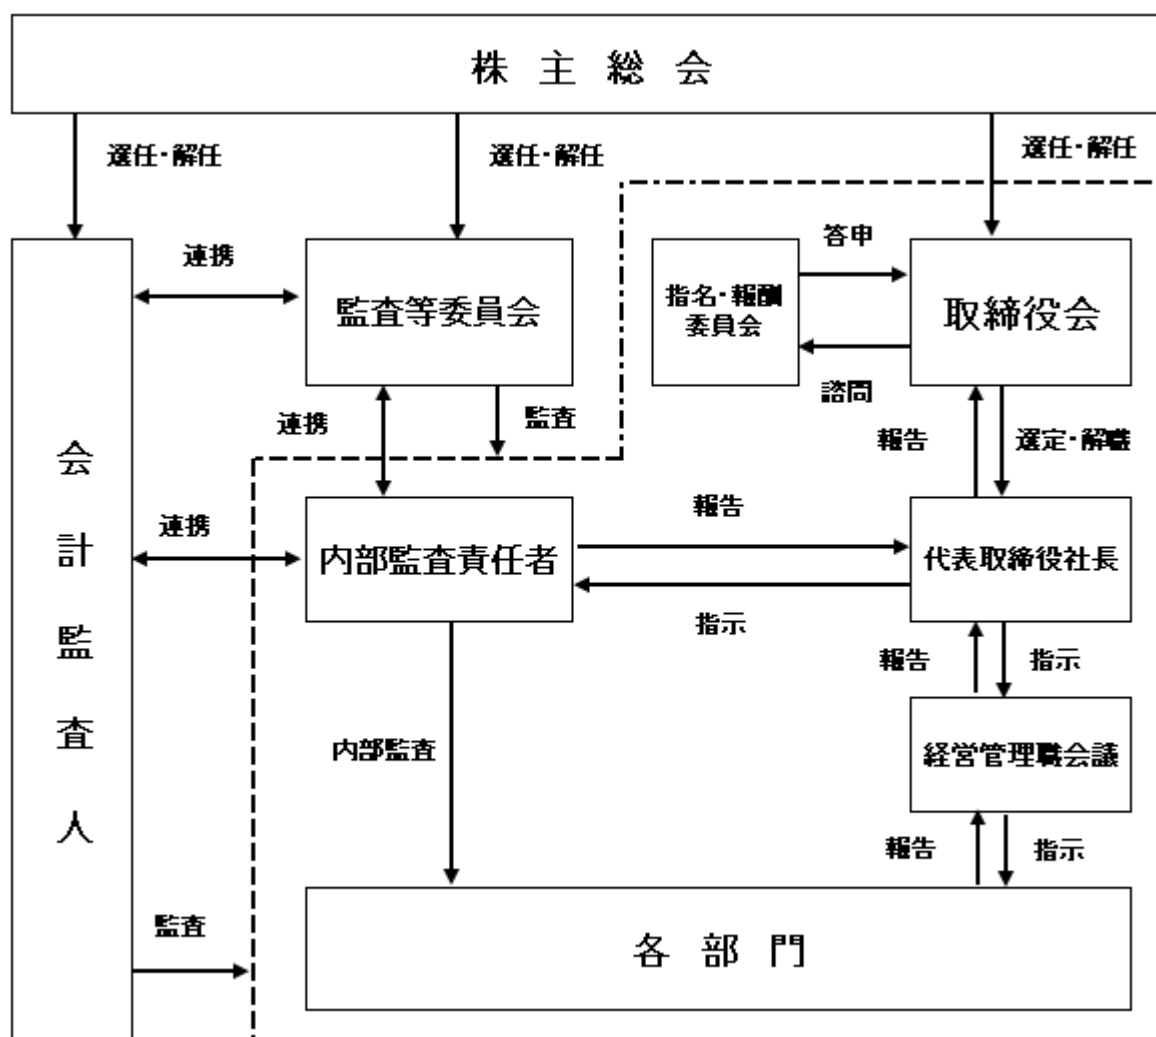 株主総会
選任・解任
選任・解任
選任・解任
答申
連携
指名・報酬
委員会
監査等委員会
取締役会
諮問
連携
監査
報告
選定・解職
会計監査人
連携
報告
内部監査責任者
代表取締役社長
指示
報告
指示
内部監査
経営管理職会議
報告
指示
監査
各部門